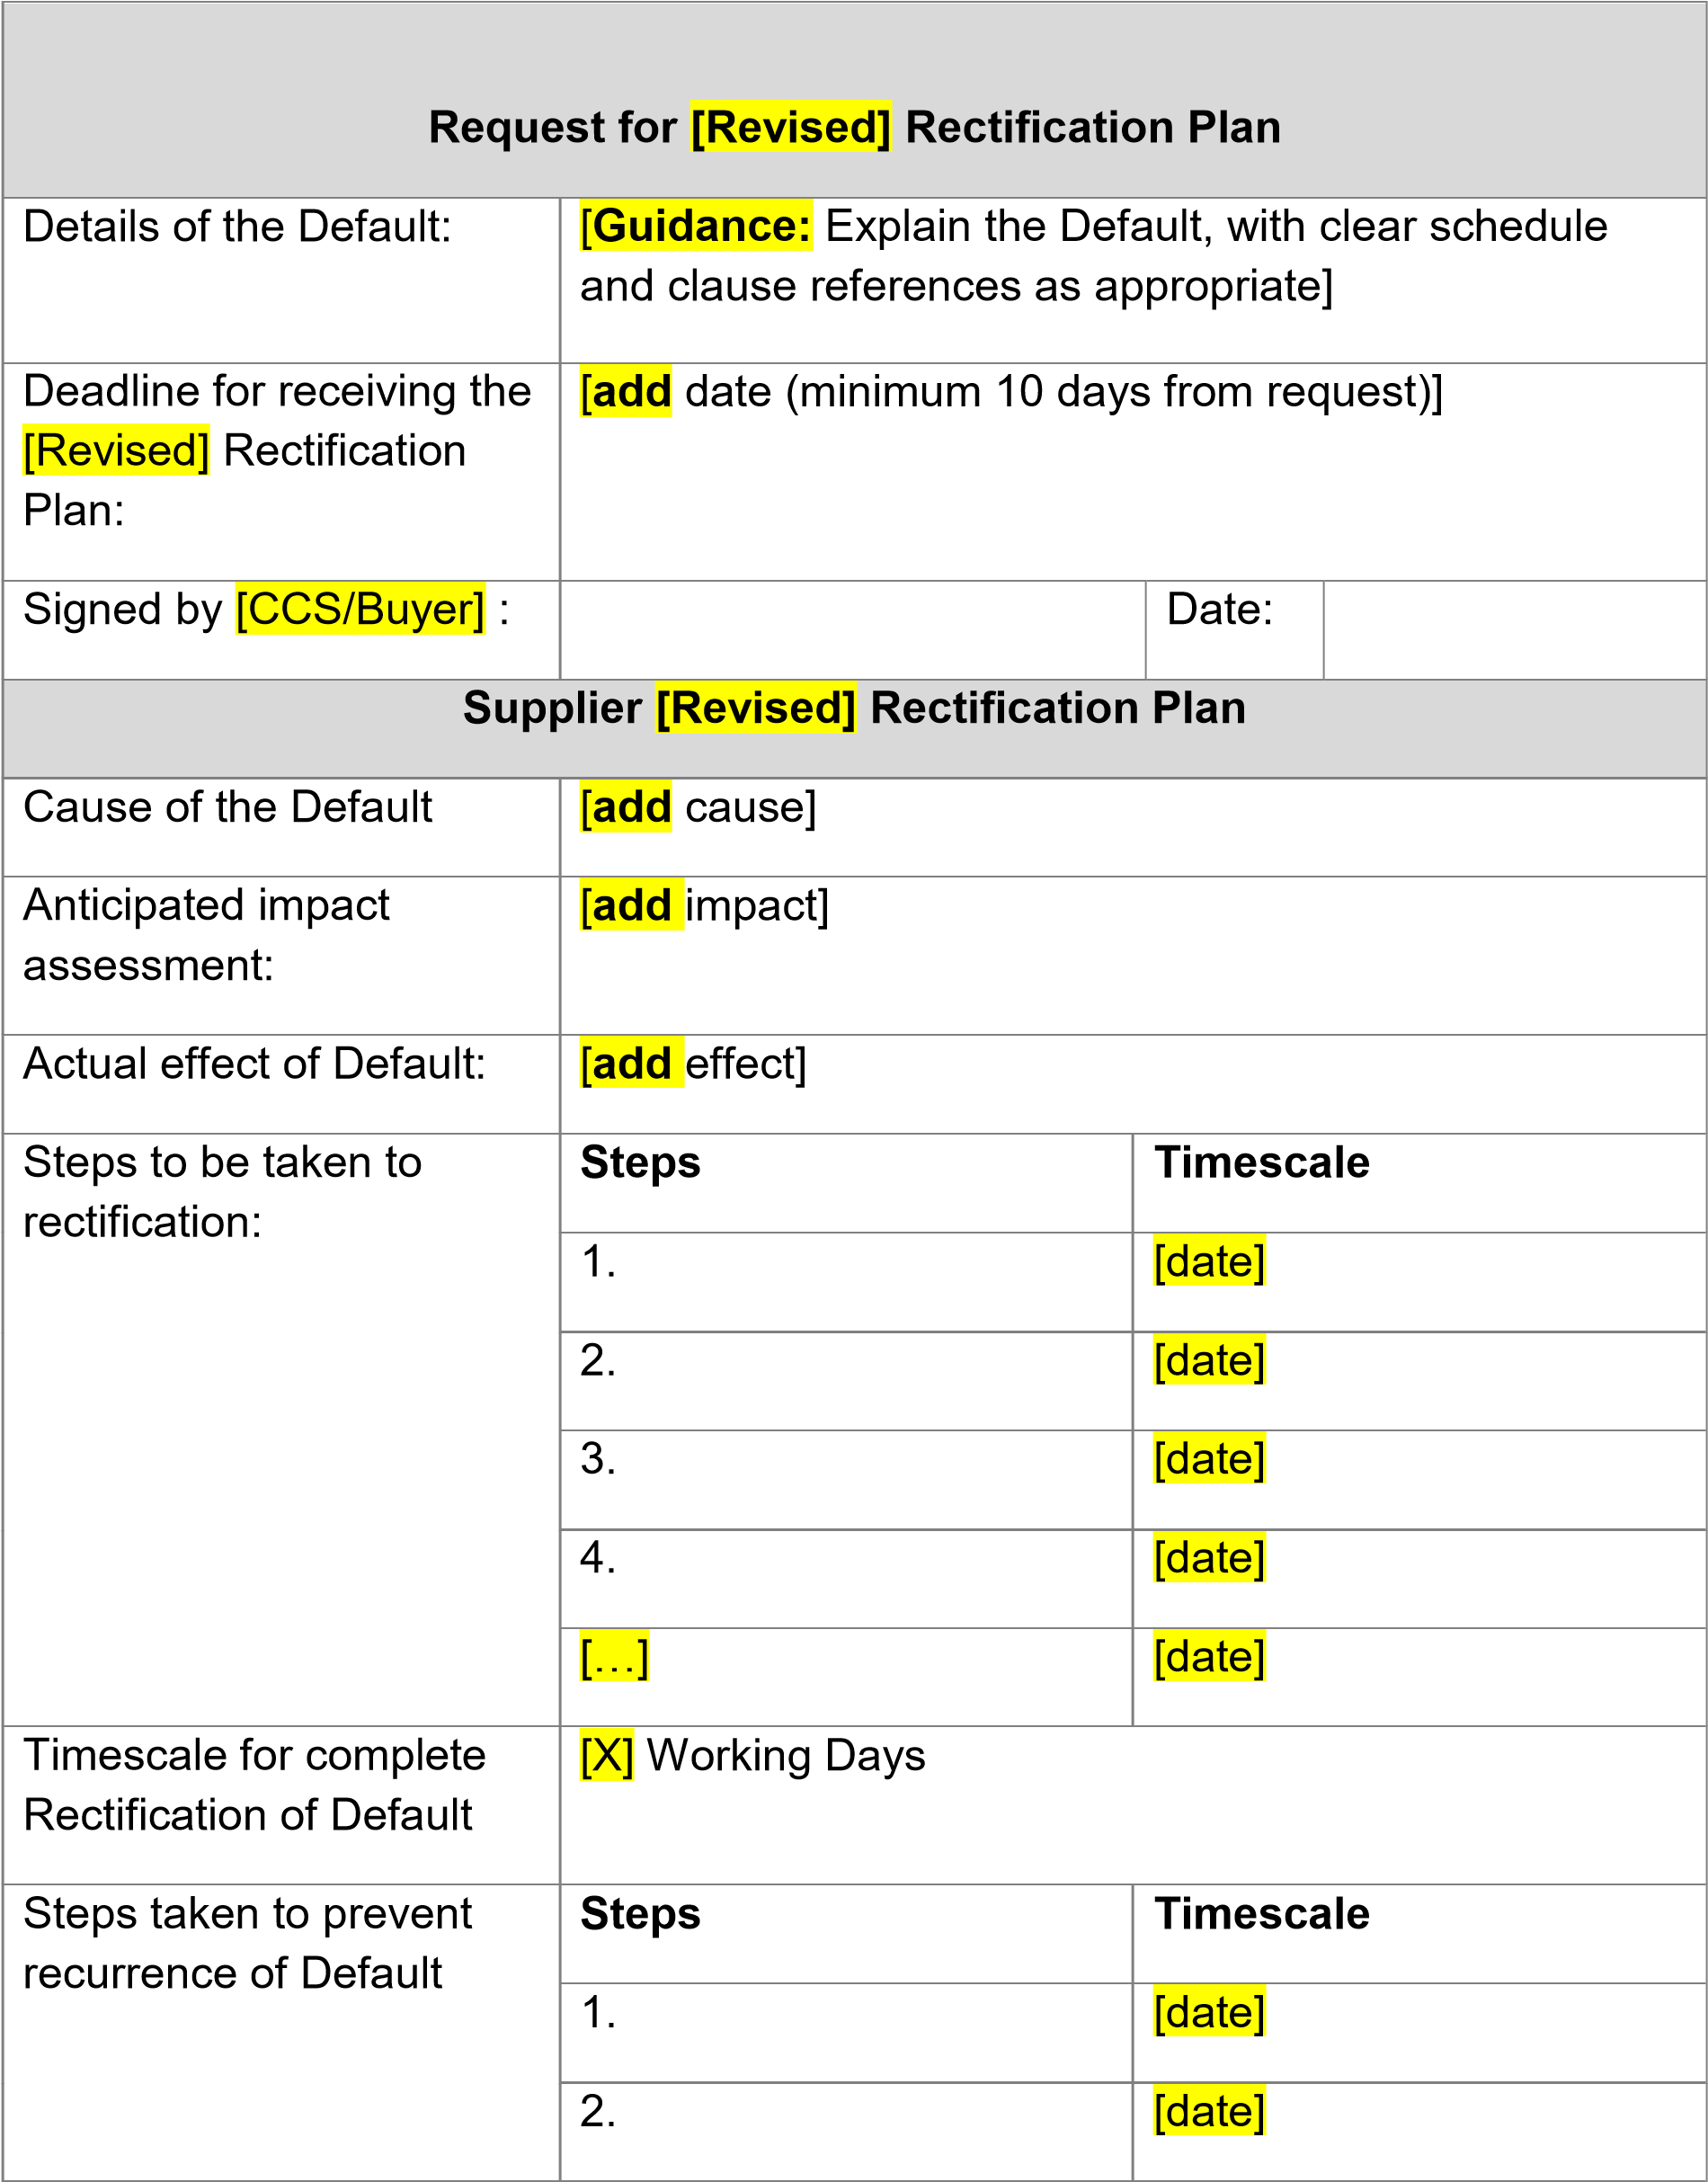 Request for [Revised] Rectification Plan
Details of the Default:
[Guidance: Explain the Default, with clear schedule
and clause references as appropriate]
Deadline for receiving the
[Revised] Rectification
Plan:
[add date (minimum 10 days from request)]
Signed by [CCS/Buyer] :
Date:
Supplier [Revised] Rectification Plan
Cause of the Default
[add cause]
Anticipated impact
assessment:
[add impact]
Actual effect of Default:
[add effect]
Steps to be taken to
rectification:
Steps
Timescale
1.
[date]
2.
[date]
3.
[date]
4.
[date]
[…]
[date]
Timescale for complete
Rectification of Default
[X] Working Days
Steps taken to prevent
recurrence of Default
Steps
Timescale
1.
[date]
2.
[date]